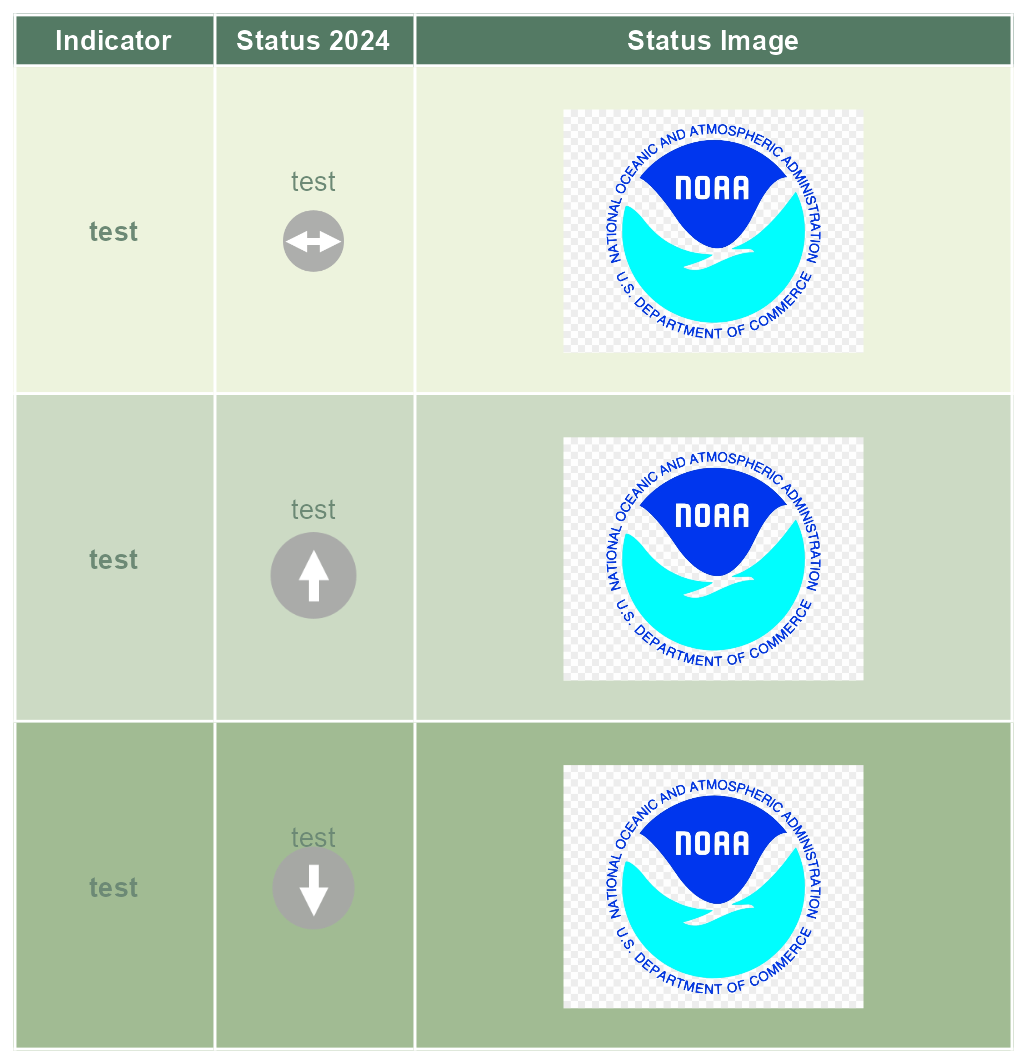 Indicator Status 2024 Status Image
test
test
NATIONAL OCEANIC AND ATMOSPHERIC ADMINISTRATION
NOAA
U.S. DEPARTMENT OF COMMERCE
test
test
NATIONAL OCEANIC AND ATMOSPHERIC ADMINISTRATION
NOAA
U.S. DEPARTMENT OF COMMERCE
test
test
NATIONAL OCEANIC AND ATMOSPHERIC ADMINISTRATION
NOAA
U.S. DEPARTMENT OF COMMERCE